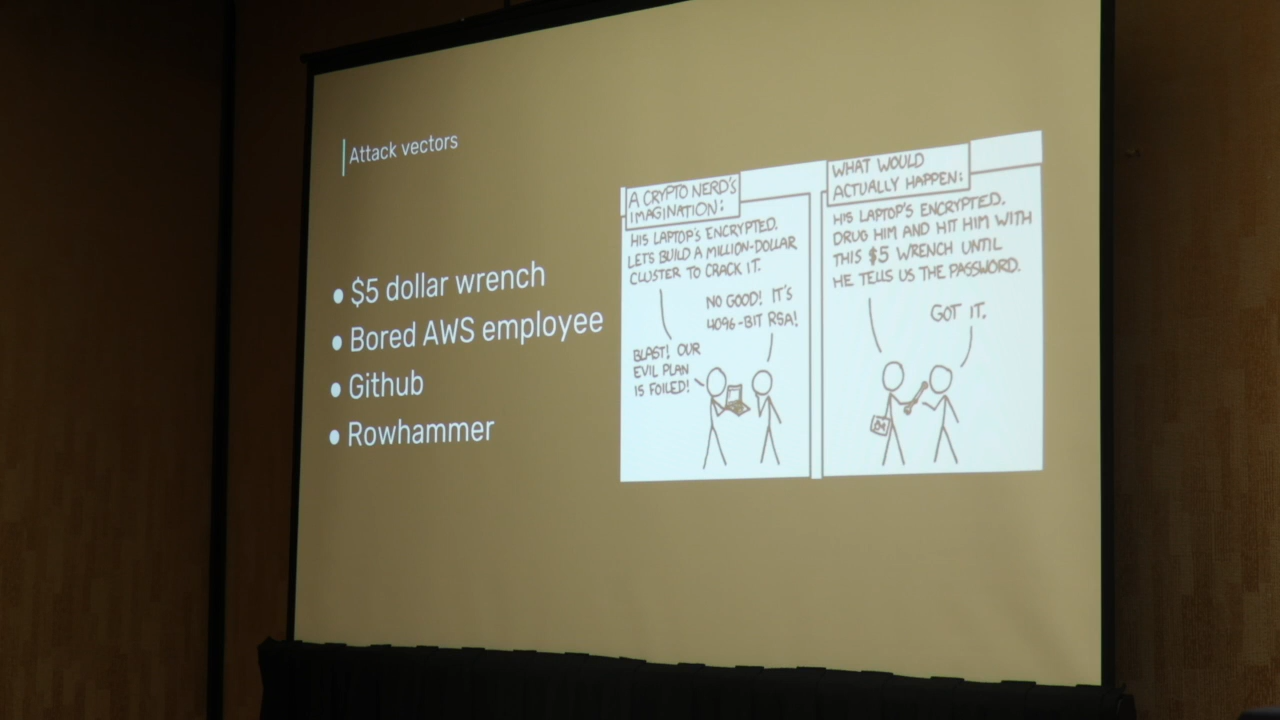 Attack vectors
$5 dollar wrench
Bored AWS employee
Github
Rowhammer
A CRYPTO NERD'S
IMAGINATION:
HIS LAPTOP'S ENCRYPTED.
LET'S BUILD A MILLION-DOLLAR
CLUSTER TO CRACK IT.
NO GOOD! IT'S
4096-BIT RSA!
BLAST! OUR
EVIL PLAN
IS FOILED!
WHAT WOULD
ACTUALLY HAPPEN:
HIS LAPTOP'S ENCRYPTED.
DRUG HIM AND HIT HIM WITH
THIS $5 WRENCH UNTIL
HE TELLS US THE PASSWORD.
GOT IT.